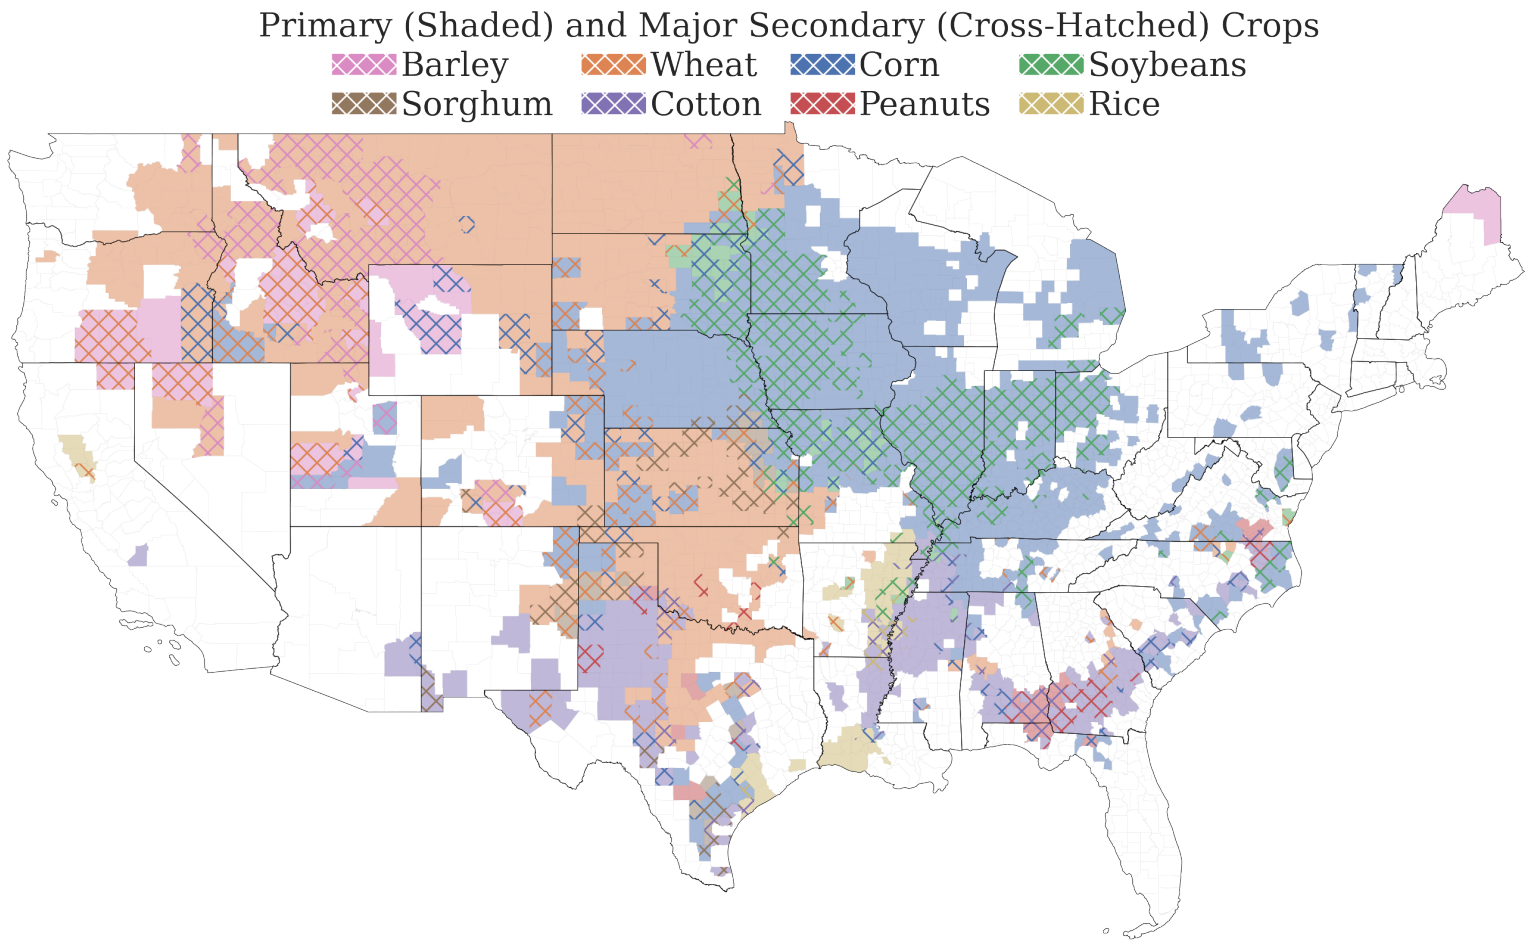 Primary (Shaded) and Major Secondary (Cross-Hatched) Crops
Barley Wheat Corn Soybeans
Sorghum Cotton Peanuts Rice